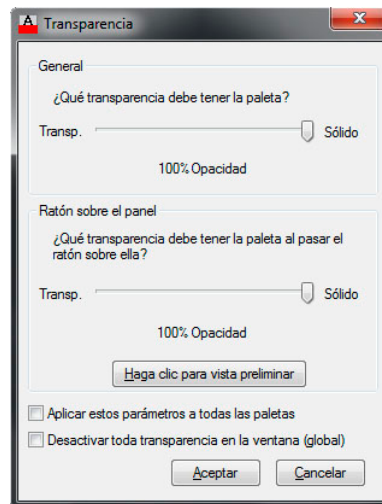 Transparencia
General
¿Qué transparencia debe tener la paleta?
Transp. Sólido
100% Opacidad
Ratón sobre el panel
¿Qué transparencia debe tener la paleta al pasar el
ratón sobre ella?
Transp. Sólido
100% Opacidad
Haga clic para vista preliminar
Aplicar estos parámetros a todas las paletas
Desactivar toda transparencia en la ventana (global)
Aceptar Cancelar